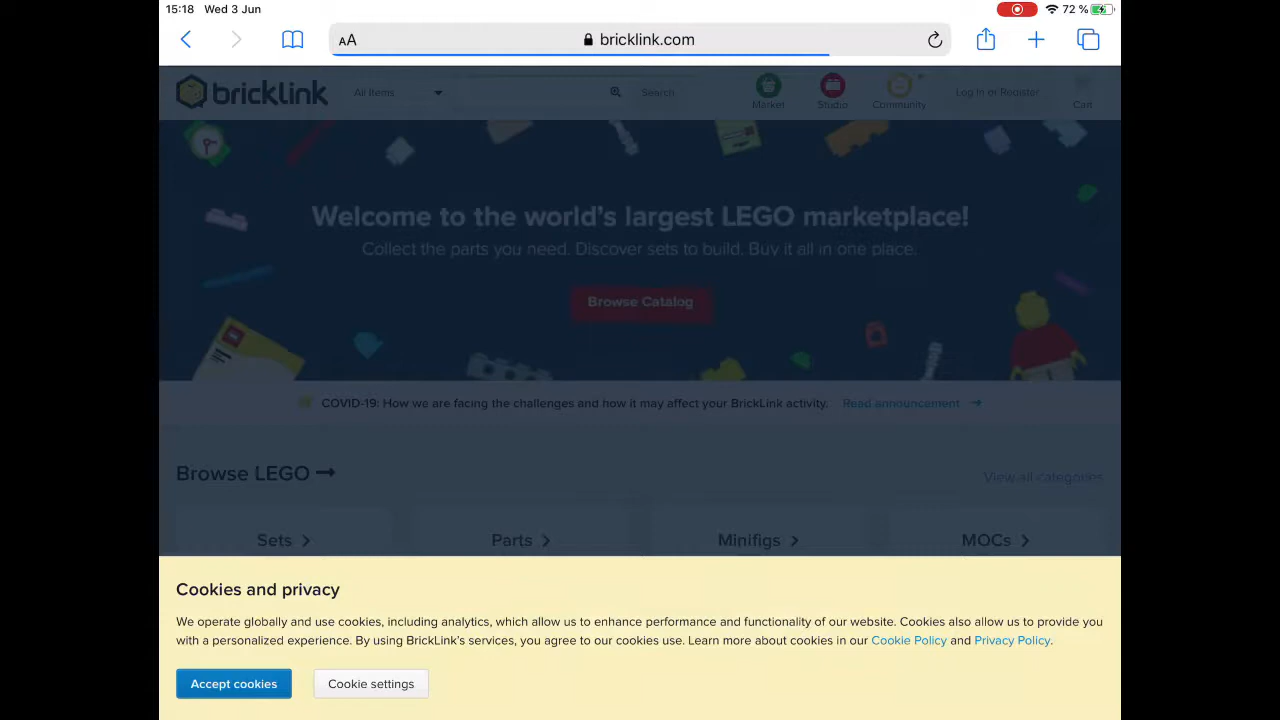 15:18 Wed 3 Jun 72 %
AA bricklink.com
bricklink All Items Search Market Studio Community Log In or Register Cart
Welcome to the world's largest LEGO marketplace!
Collect the parts you need. Discover sets to build. Buy it all in one place.
Browse Catalog
COVID-19: How we are facing the challenges and how it may affect your BrickLink activity. Read announcement
Browse LEGO
View all categories
Sets Parts Minifigs MOCs
Cookies and privacy
We operate globally and use cookies, including analytics, which allow us to enhance performance and functionality of our website. Cookies also allow us to provide you
with a personalized experience. By using BrickLink's services, you agree to our cookies use. Learn more about cookies in our Cookie Policy and Privacy Policy.
Accept cookies Cookie settings